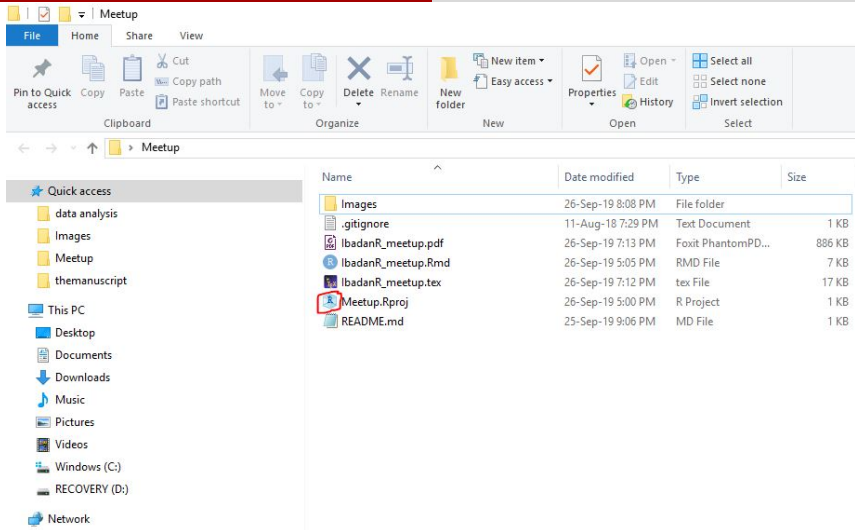 Meetup
File Home Share View
Pin to Quick access
Copy
Paste
Cut
Copy path
Paste shortcut
Clipboard
Move to
Copy to
Delete
Rename
Organize
New folder
New item
Easy access
New
Properties
Open
Edit
History
Open
Select all
Select none
Invert selection
Select
Meetup
Quick access
data analysis
Images
Meetup
themanuscript
This PC
Desktop
Documents
Downloads
Music
Pictures
Videos
Windows (C:)
RECOVERY (D:)
Network
Name Date modified Type Size
Images 26-Sep-19 8:08 PM File folder
.gitignore 11-Aug-18 7:29 PM Text Document 1 KB
IbadanR_meetup.pdf 26-Sep-19 7:13 PM Foxit PhantomPD... 886 KB
IbadanR_meetup.Rmd 26-Sep-19 5:05 PM RMD File 7 KB
IbadanR_meetup.tex 26-Sep-19 7:12 PM tex File 17 KB
Meetup.Rproj 26-Sep-19 5:00 PM R Project 1 KB
README.md 25-Sep-19 9:06 PM MD File 1 KB